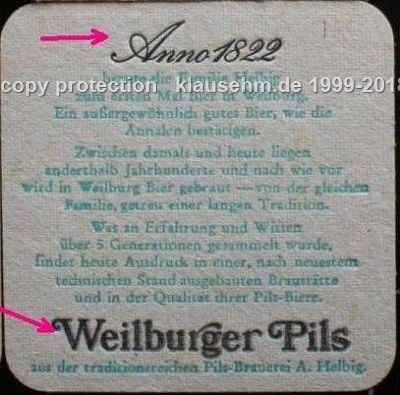 Anno 1822
braute die Familie Helbig
copy protection klausehm.de 1999-2018
zum ersten Mal hier in Weilburg.
Ein außergewöhnlich gutes Bier, wie die
Annalen bestätigen.
Zwischen damals und heute liegen
anderthalb Jahrhunderte und nach wie vor
wird in Weilburg Bier gebraut — von der gleichen
Familie, getreu einer langen Tradition.
Was an Erfahrung und Wissen
über 5 Generationen gesammelt wurde,
findet heute Ausdruck in einer, nach neuestem
technischen Stand ausgebauten Braustätte
und in der Qualität ihrer Pils-Biere.
Weilburger Pils
aus der traditionsreichen Pils-Brauerei A. Helbig.